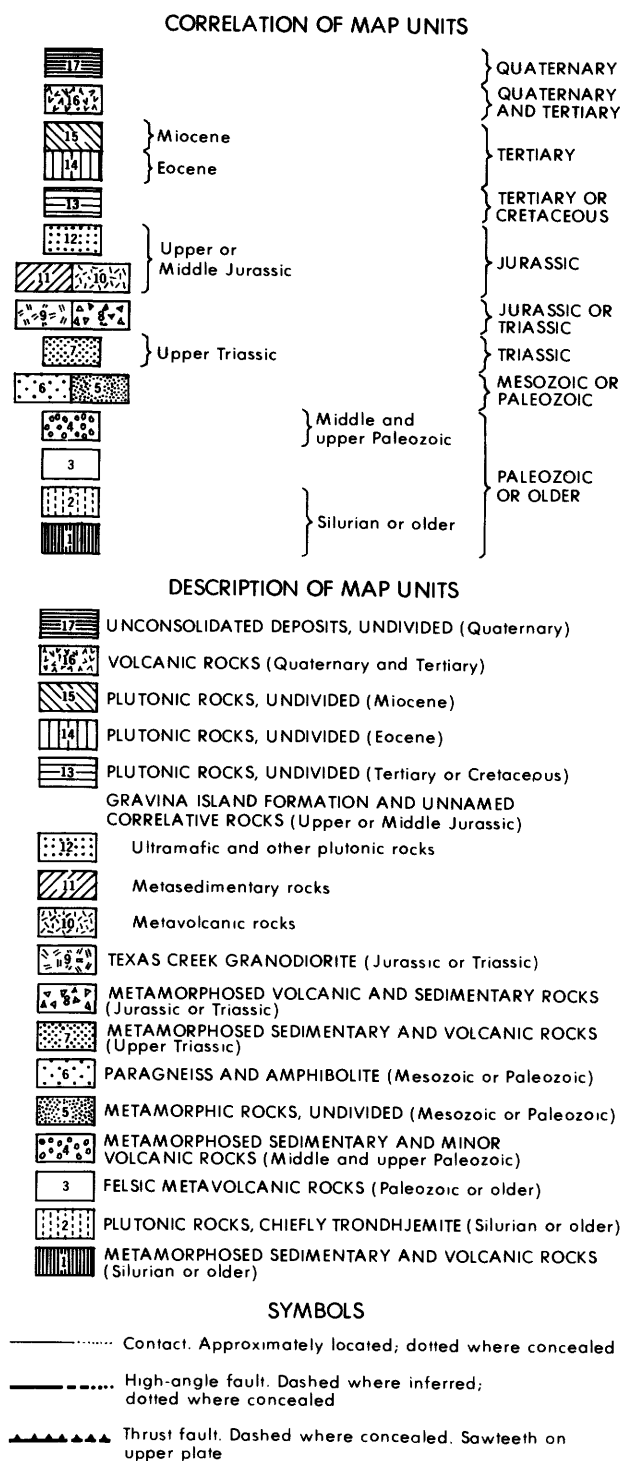 CORRELATION OF MAP UNITS
17 QUATERNARY
16 QUATERNARY
AND TERTIARY
15 Miocene
TERTIARY
14 Eocene
13 TERTIARY OR
CRETACEOUS
12 Upper or
Middle Jurassic
JURASSIC
11 10
9 8 JURASSIC OR
TRIASSIC
7 Upper Triassic TRIASSIC
6 5 MESOZOIC OR
PALEOZOIC
4 Middle and
upper Paleozoic
3 PALEOZOIC
OR OLDER
2
Silurian or older
1
DESCRIPTION OF MAP UNITS
17 UNCONSOLIDATED DEPOSITS, UNDIVIDED (Quaternary)
16 VOLCANIC ROCKS (Quaternary and Tertiary)
15 PLUTONIC ROCKS, UNDIVIDED (Miocene)
14 PLUTONIC ROCKS, UNDIVIDED (Eocene)
13 PLUTONIC ROCKS, UNDIVIDED (Tertiary or Cretaceous)
GRAVINA ISLAND FORMATION AND UNNAMED
CORRELATIVE ROCKS (Upper or Middle Jurassic)
12 Ultramafic and other plutonic rocks
11 Metasedimentary rocks
10 Metavolcanic rocks
9 TEXAS CREEK GRANODIORITE (Jurassic or Triassic)
8 METAMORPHOSED VOLCANIC AND SEDIMENTARY ROCKS
(Jurassic or Triassic)
7 METAMORPHOSED SEDIMENTARY AND VOLCANIC ROCKS
(Upper Triassic)
6 PARAGNEISS AND AMPHIBOLITE (Mesozoic or Paleozoic)
5 METAMORPHIC ROCKS, UNDIVIDED (Mesozoic or Paleozoic)
4 METAMORPHOSED SEDIMENTARY AND MINOR
VOLCANIC ROCKS (Middle and upper Paleozoic)
3 FELSIC METAVOLCANIC ROCKS (Paleozoic or older)
2 PLUTONIC ROCKS, CHIEFLY TRONDHJEMITE (Silurian or older)
1 METAMORPHOSED SEDIMENTARY AND VOLCANIC ROCKS
(Silurian or older)
SYMBOLS
Contact. Approximately located; dotted where concealed
High-angle fault. Dashed where inferred;
dotted where concealed
Thrust fault. Dashed where concealed. Sawteeth on
upper plate